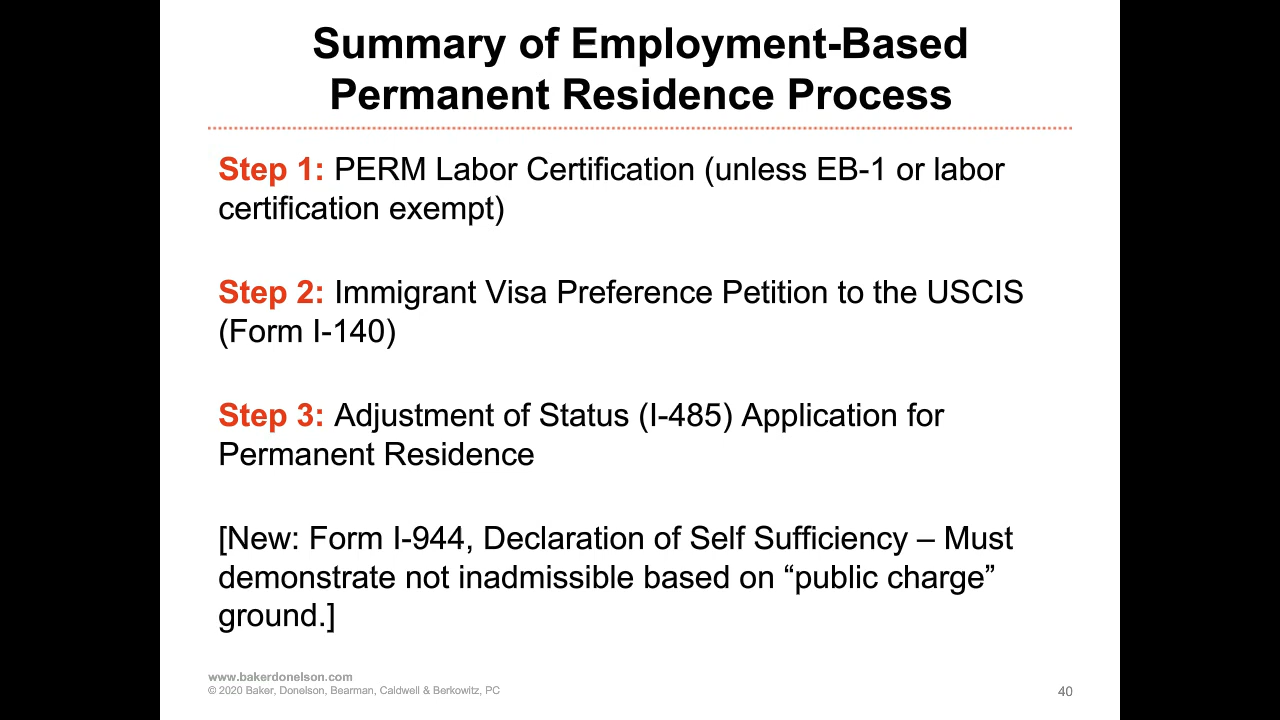 Summary of Employment-Based
Permanent Residence Process
Step 1: PERM Labor Certification (unless EB-1 or labor
certification exempt)
Step 2: Immigrant Visa Preference Petition to the USCIS
(Form I-140)
Step 3: Adjustment of Status (I-485) Application for
Permanent Residence
[New: Form I-944, Declaration of Self Sufficiency – Must
demonstrate not inadmissible based on “public charge”
ground.]
www.bakerdonelson.com
© 2020 Baker, Donelson, Bearman, Caldwell & Berkowitz, PC
40